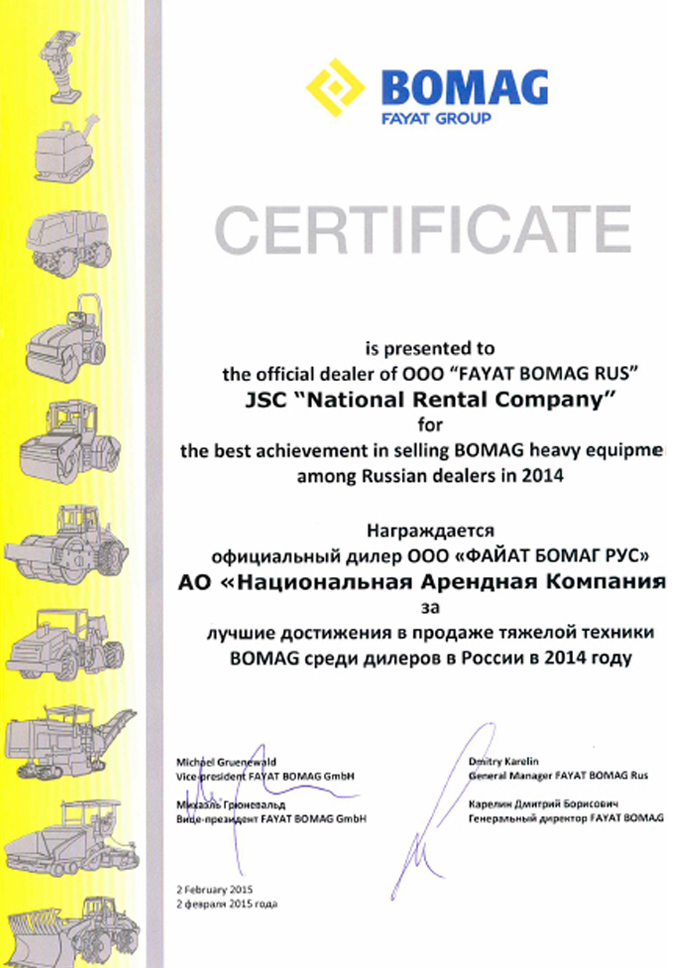 BOMAG
FAYAT GROUP
CERTIFICATE
is presented to
the official dealer of OOO “FAYAT BOMAG RUS”
JSC “National Rental Company”
for
the best achievement in selling BOMAG heavy equipme
among Russian dealers in 2014
Награждается
официальный дилер ООО «ФАЙАТ БОМАГ РУС»
АО «Национальная Арендная Компания
за
лучшие достижения в продаже тяжелой техники
BOMAG среди дилеров в России в 2014 году
Michael Gruenewald
Vice-president FAYAT BOMAG GmbH
Михаэль Грюневальд
Вице-президент FAYAT BOMAG GmbH
Dmitry Karelin
General Manager FAYAT BOMAG Rus
Карелин Дмитрий Борисович
Генеральный директор FAYAT BOMAG
2 February 2015
2 февраля 2015 года